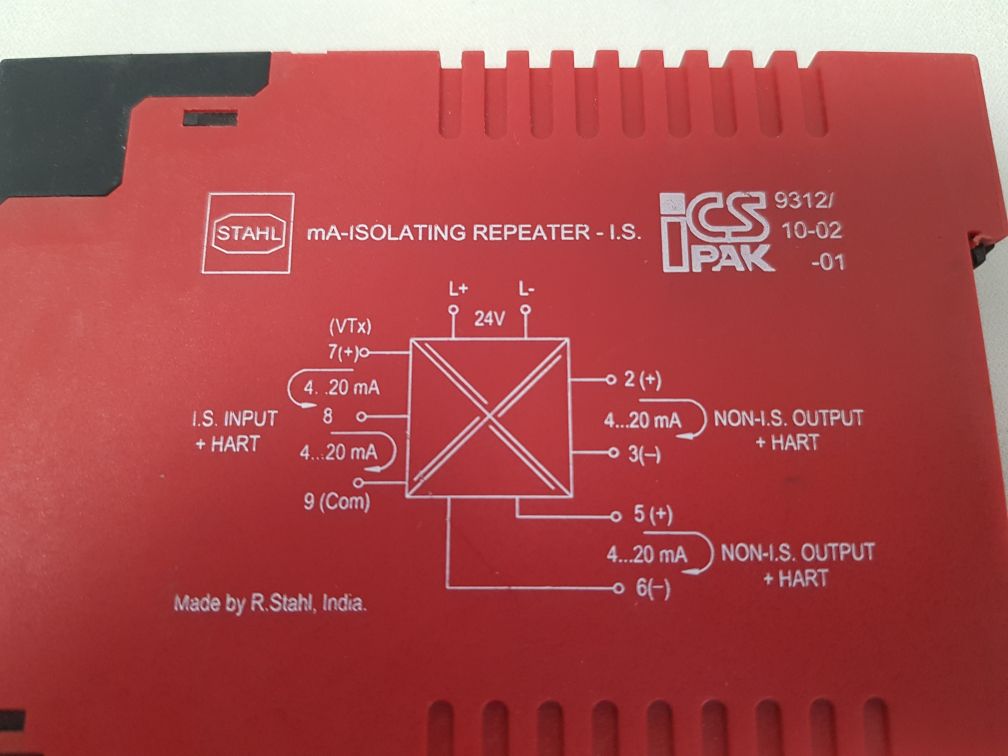 STAHL
mA-ISOLATING REPEATER - I.S.
iCS
PAK
9312/
10-02
-01
L+ L-
24V
(VTx)
7(+)
4. .20 mA
8
I.S. INPUT
+ HART
4...20 mA
9 (Com)
2 (+)
4...20 mA
NON-I.S. OUTPUT
+ HART
3(–)
5 (+)
4...20 mA
NON-I.S. OUTPUT
+ HART
6(–)
Made by R.Stahl, India.